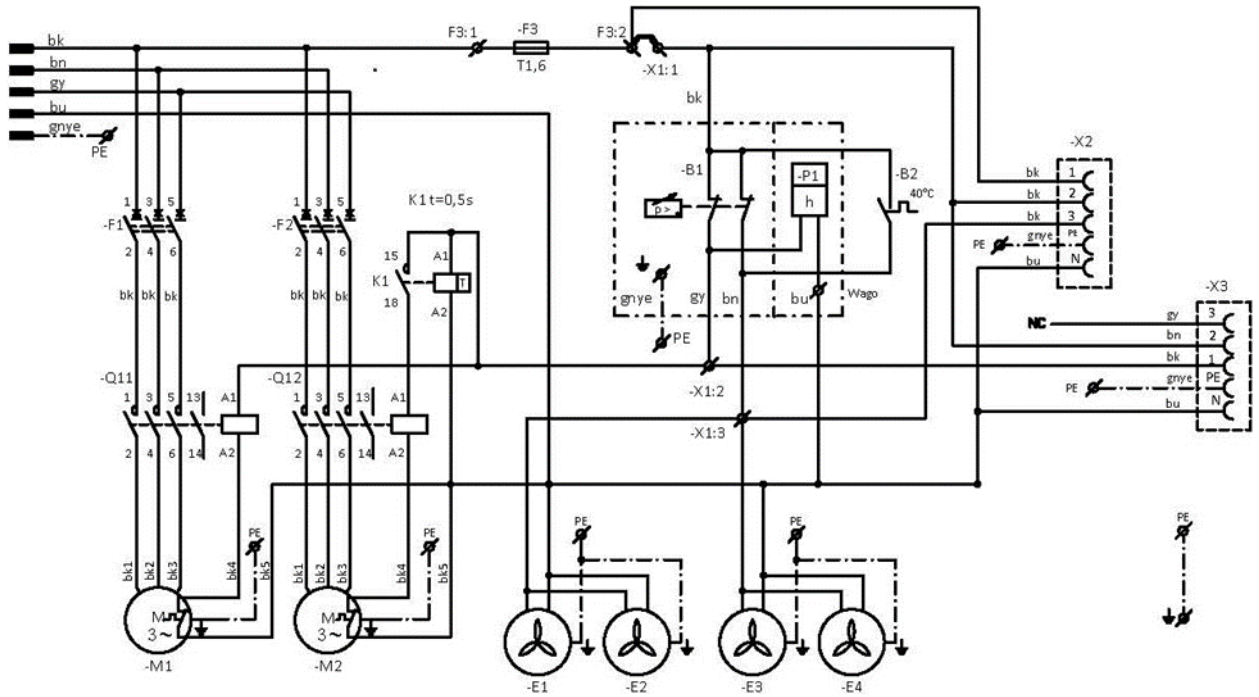 F3:1
-F3
F3:2
T1,6
-X1:1
bk
bn
gy
bu
gnye
PE
bk
-X2
bk 1
bk 2
bk 3
gnye PE
bu N
PE
-B1
-P1
h
-B2
40°C
p >
K1 t=0,5s
1 3 5
-F1
2 4 6
1 3 5
-F2
2 4 6
15
K1
18
A1
T
A2
gnye
gy
bn
bu
Wago
PE
bk bk bk
bk bk bk
-X3
NC
gy 3
bn 2
bk 1
gnye PE
bu N
PE
-X1:2
-X1:3
-Q11
1 3 5 13
A1
2 4 6 14
A2
-Q12
1 3 5 13
A1
2 4 6 14
A2
PE
PE
PE
PE
PE
bk1 bk2 bk3 bk4 bk5
bk1 bk2 bk3 bk4 bk5
M
3 ~
M
3 ~
-M1
-M2
-E1
-E2
-E3
-E4